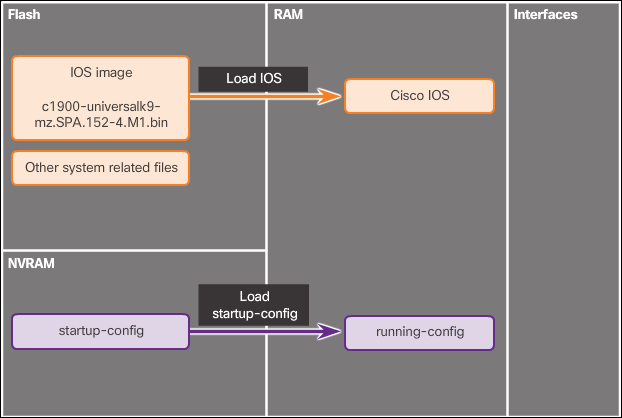 Flash
RAM
Interfaces
IOS image
c1900-universalk9-
mz.SPA.152-4.M1.bin
Load IOS
Cisco IOS
Other system related files
NVRAM
Load
startup-config
startup-config
running-config